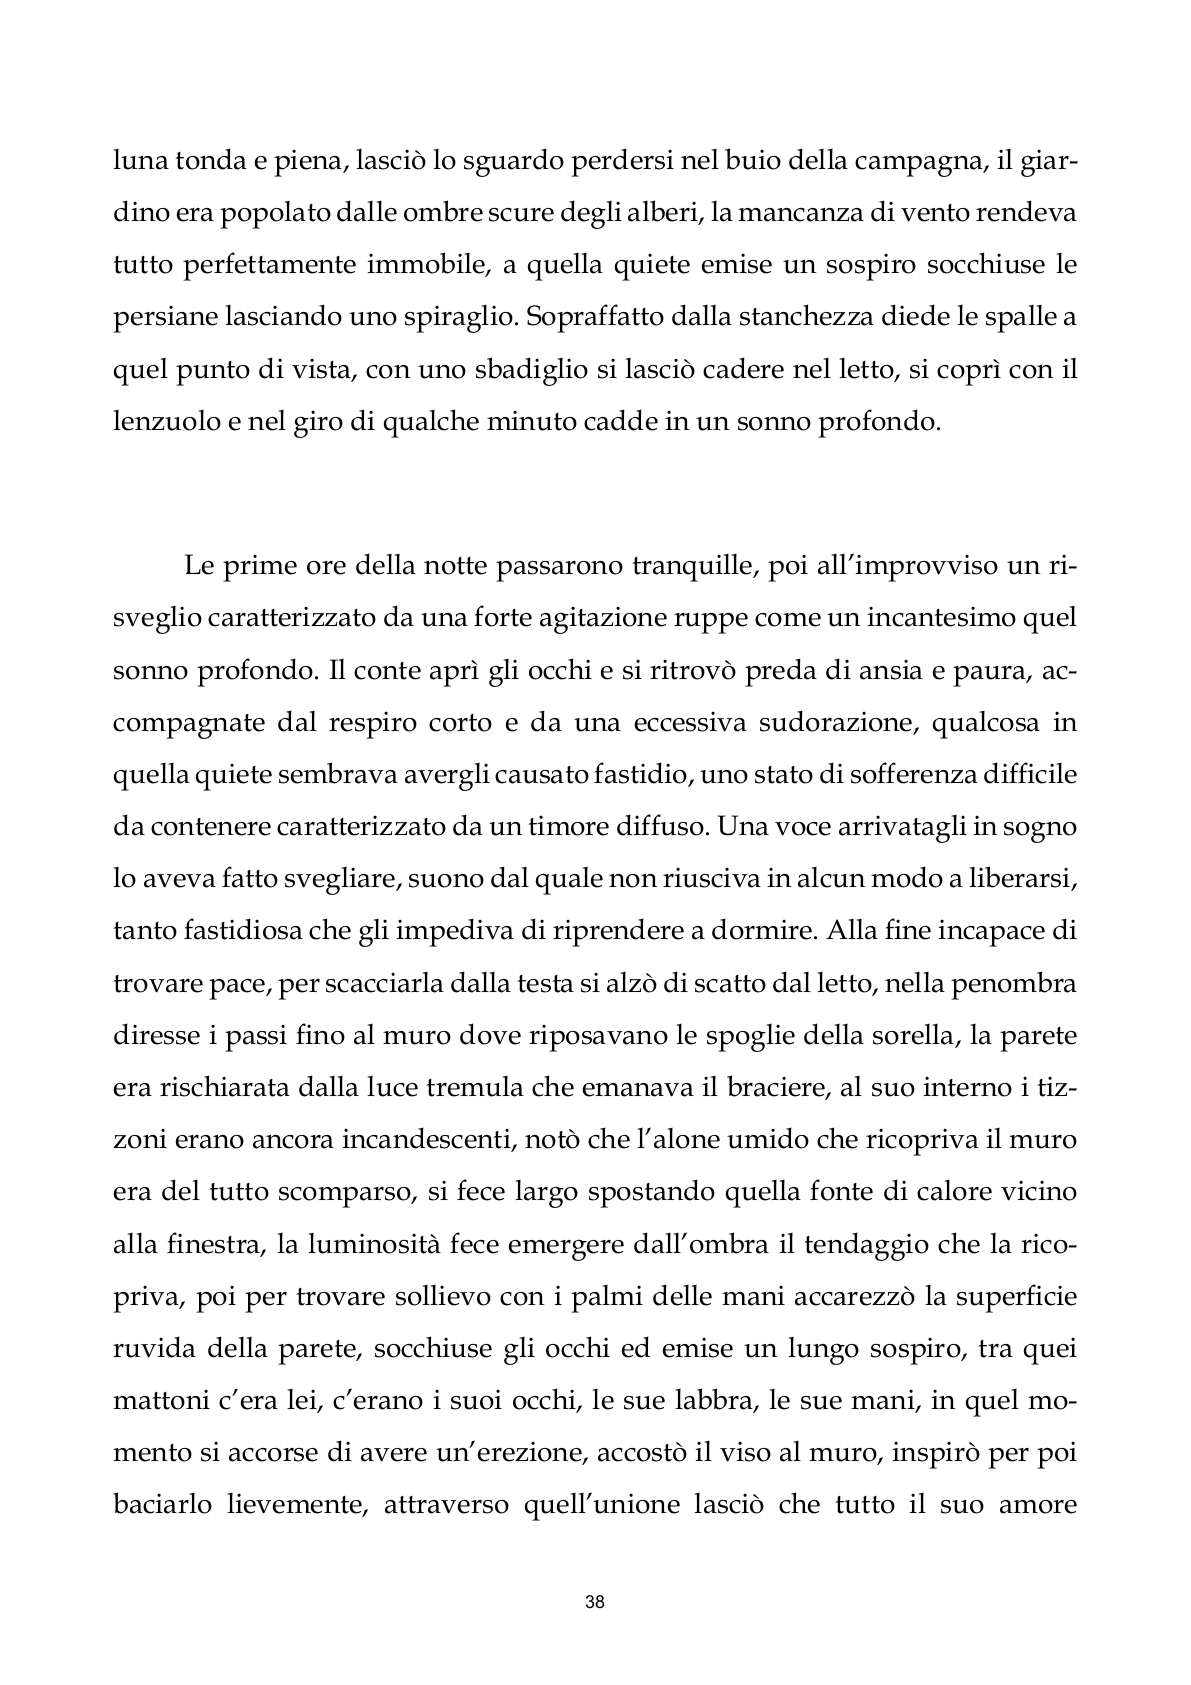 luna tonda e piena, lasciò lo sguardo perdersi nel buio della campagna, il giar-
dino era popolato dalle ombre scure degli alberi, la mancanza di vento rendeva
tutto perfettamente immobile, a quella quiete emise un sospiro socchiuse le
persiane lasciando uno spiraglio. Sopraffatto dalla stanchezza diede le spalle a
quel punto di vista, con uno sbadiglio si lasciò cadere nel letto, si coprì con il
lenzuolo e nel giro di qualche minuto cadde in un sonno profondo.
Le prime ore della notte passarono tranquille, poi all’improvviso un ri-
sveglio caratterizzato da una forte agitazione ruppe come un incantesimo quel
sonno profondo. Il conte aprì gli occhi e si ritrovò preda di ansia e paura, ac-
compagnate dal respiro corto e da una eccessiva sudorazione, qualcosa in
quella quiete sembrava avergli causato fastidio, uno stato di sofferenza difficile
da contenere caratterizzato da un timore diffuso. Una voce arrivatagli in sogno
lo aveva fatto svegliare, suono dal quale non riusciva in alcun modo a liberarsi,
tanto fastidiosa che gli impediva di riprendere a dormire. Alla fine incapace di
trovare pace, per scacciarla dalla testa si alzò di scatto dal letto, nella penombra
diresse i passi fino al muro dove riposavano le spoglie della sorella, la parete
era rischiarata dalla luce tremula che emanava il braciere, al suo interno i tiz-
zoni erano ancora incandescenti, notò che l’alone umido che ricopriva il muro
era del tutto scomparso, si fece largo spostando quella fonte di calore vicino
alla finestra, la luminosità fece emergere dall’ombra il tendaggio che la rico-
priva, poi per trovare sollievo con i palmi delle mani accarezzò la superficie
ruvida della parete, socchiuse gli occhi ed emise un lungo sospiro, tra quei
mattoni c’era lei, c’erano i suoi occhi, le sue labbra, le sue mani, in quel mo-
mento si accorse di avere un’erezione, accostò il viso al muro, inspirò per poi
baciarlo lievemente, attraverso quell’unione lasciò che tutto il suo amore
38